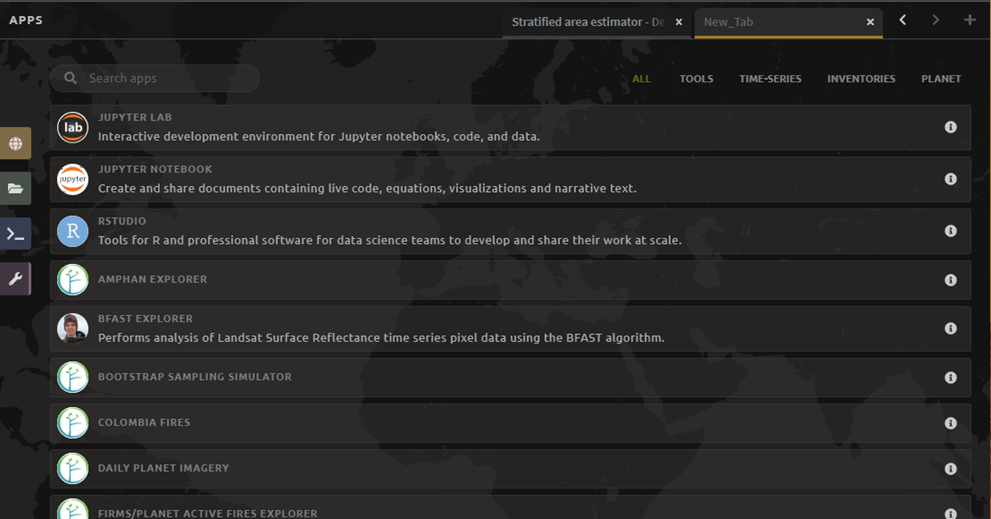 APPS
Stratified area estimator - De
New_Tab
Search apps
ALL
TOOLS
TIME-SERIES
INVENTORIES
PLANET
lab
JUPYTER LAB
Interactive development environment for Jupyter notebooks, code, and data.
jupyter
JUPYTER NOTEBOOK
Create and share documents containing live code, equations, visualizations and narrative text.
R
RSTUDIO
Tools for R and professional software for data science teams to develop and share their work at scale.
AMPHAN EXPLORER
BFAST EXPLORER
Performs analysis of Landsat Surface Reflectance time series pixel data using the BFAST algorithm.
BOOTSTRAP SAMPLING SIMULATOR
COLOMBIA FIRES
DAILY PLANET IMAGERY
FIRMS/PLANET ACTIVE FIRES EXPLORER